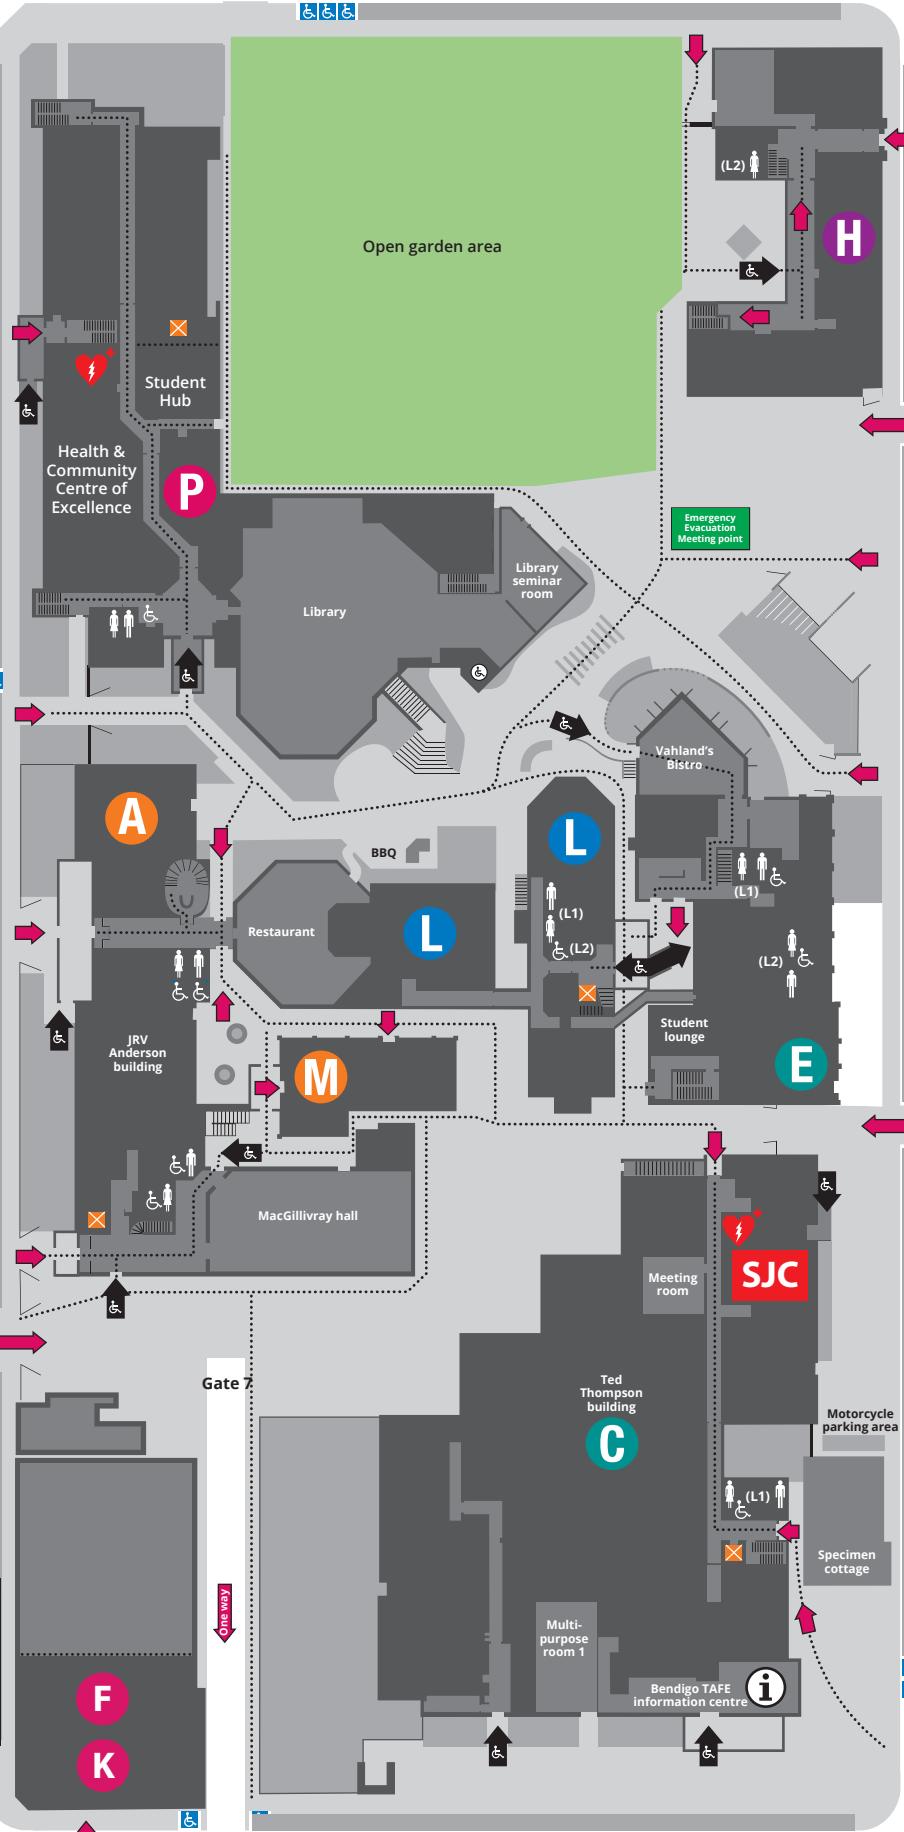 (L2)
H
Open garden area
Student
Hub
Health &
Community
Centre of
Excellence
P
Emergency
Evacuation
Meeting point
Library
seminar
room
Library
Vahland's
Bistro
A
L
BBQ
(L1)
(L1)
Restaurant
L
(L2)
(L2)
Student
lounge
JRV
Anderson
building
M
E
MacGillivray hall
SJC
Meeting
room
Gate 7
Ted
Thompson
building
C
Motorcycle
parking area
(L1)
Specimen
cottage
One way
Multi-
purpose
room 1
F
Bendigo TAFE
information centre
i
K